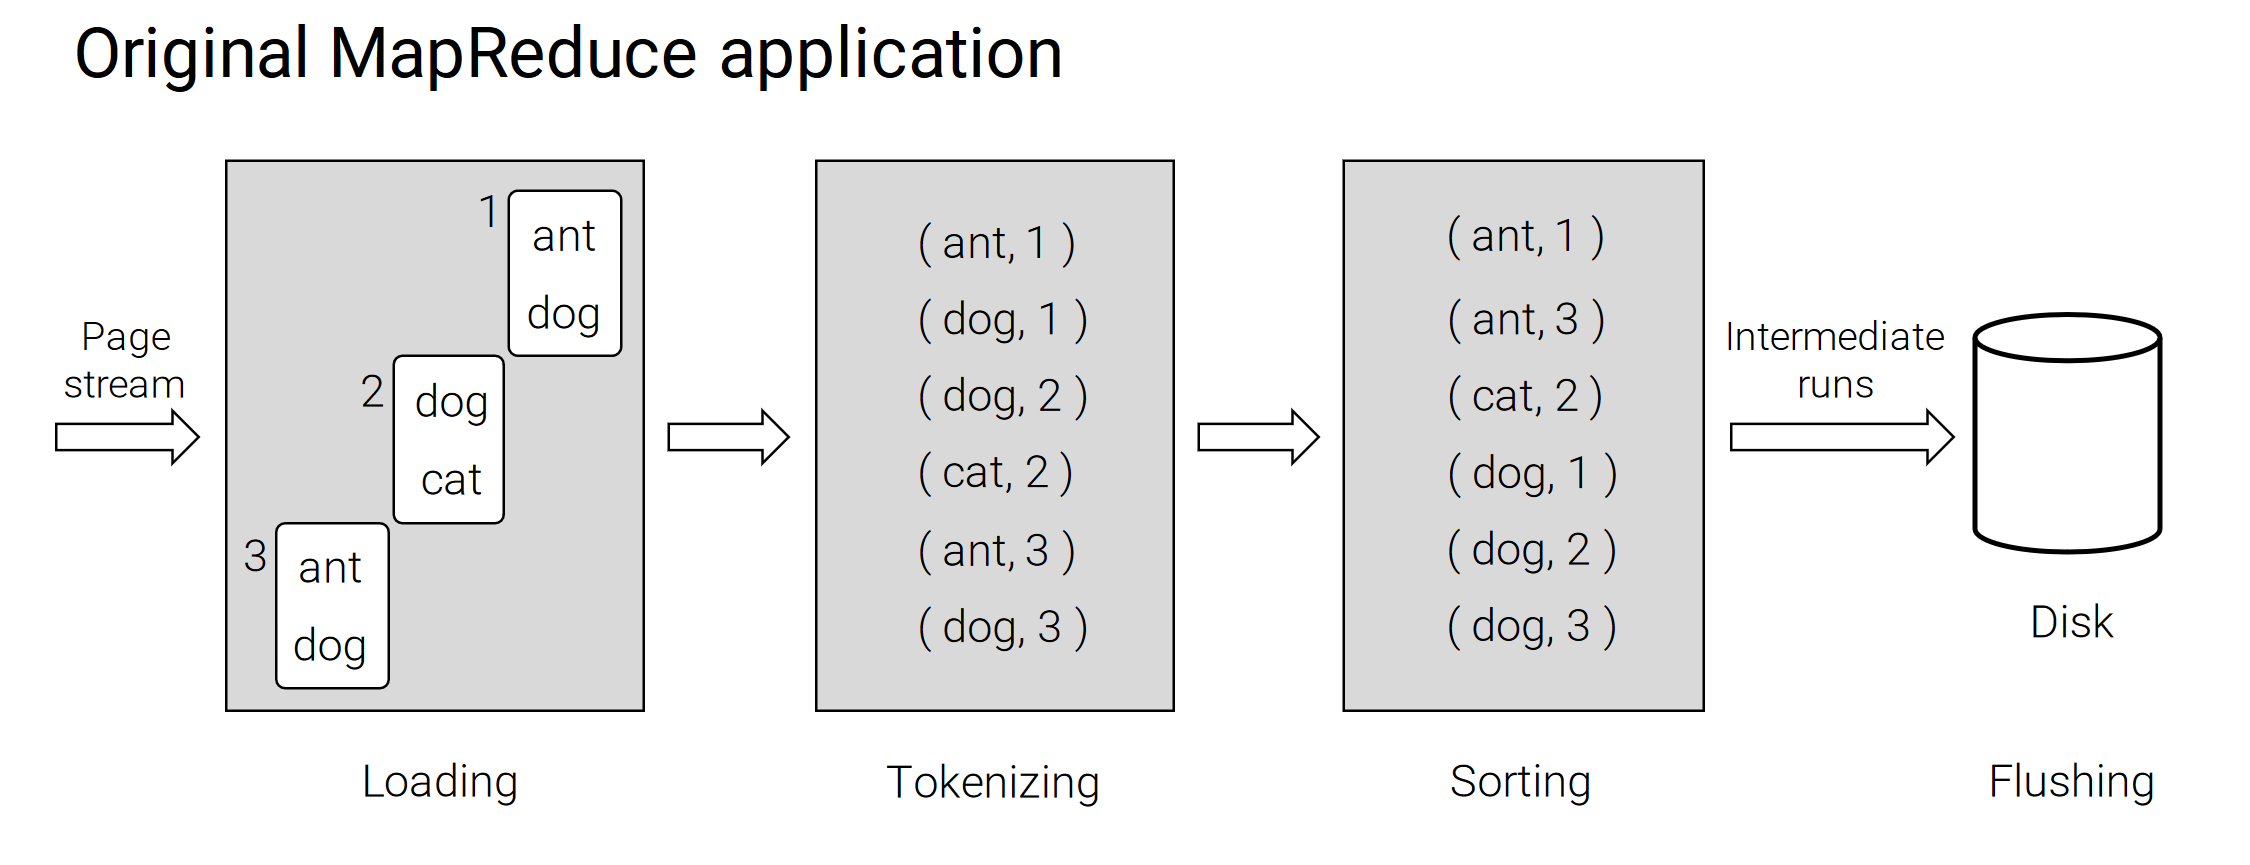 Original MapReduce application
Page
stream
1
ant
dog
2
dog
cat
3
ant
dog
Loading
( ant, 1 )
( dog, 1 )
( dog, 2 )
( cat, 2 )
( ant, 3 )
( dog, 3 )
Tokenizing
( ant, 1 )
( ant, 3 )
( cat, 2 )
( dog, 1 )
( dog, 2 )
( dog, 3 )
Sorting
Intermediate
runs
Disk
Flushing